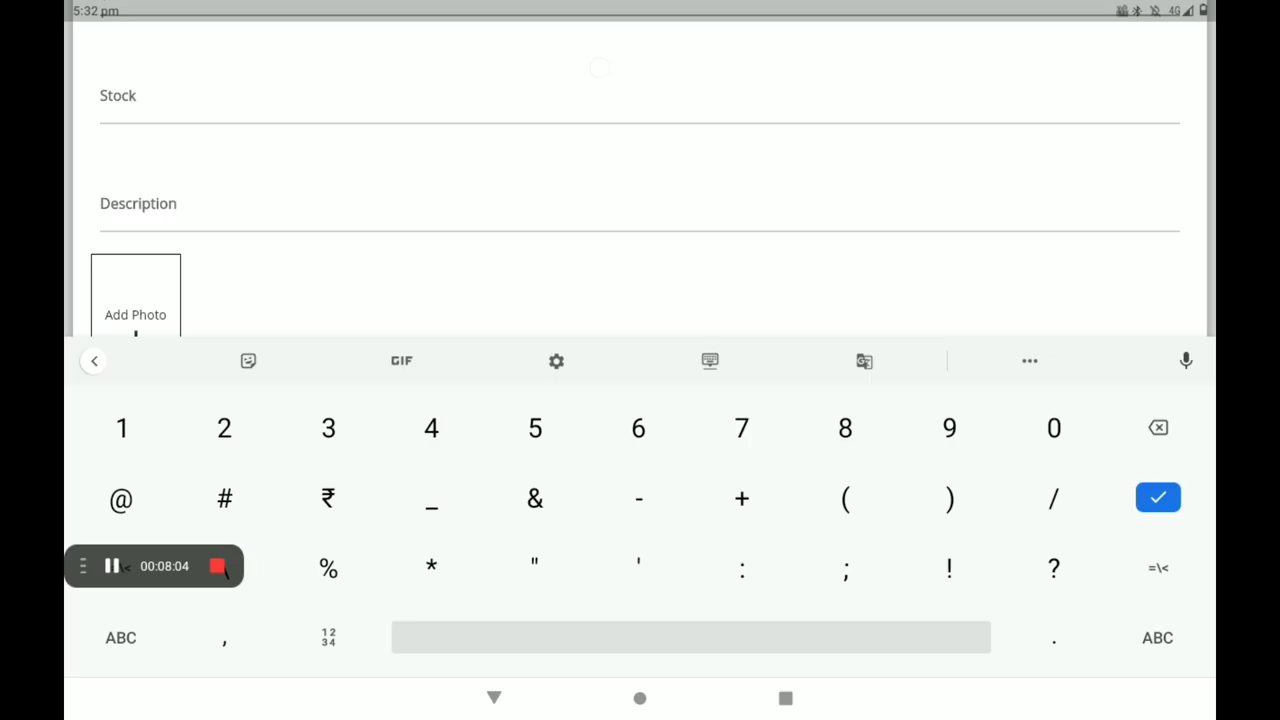 5:32 pm 4G
Stock
Description
Add Photo
GIF
1 2 3 4 5 6 7 8 9 0
@ # ₹ _ & - + ( ) /
00:08:04 \ % * " ' : ; ! ? =\<
ABC , 12 34 . ABC